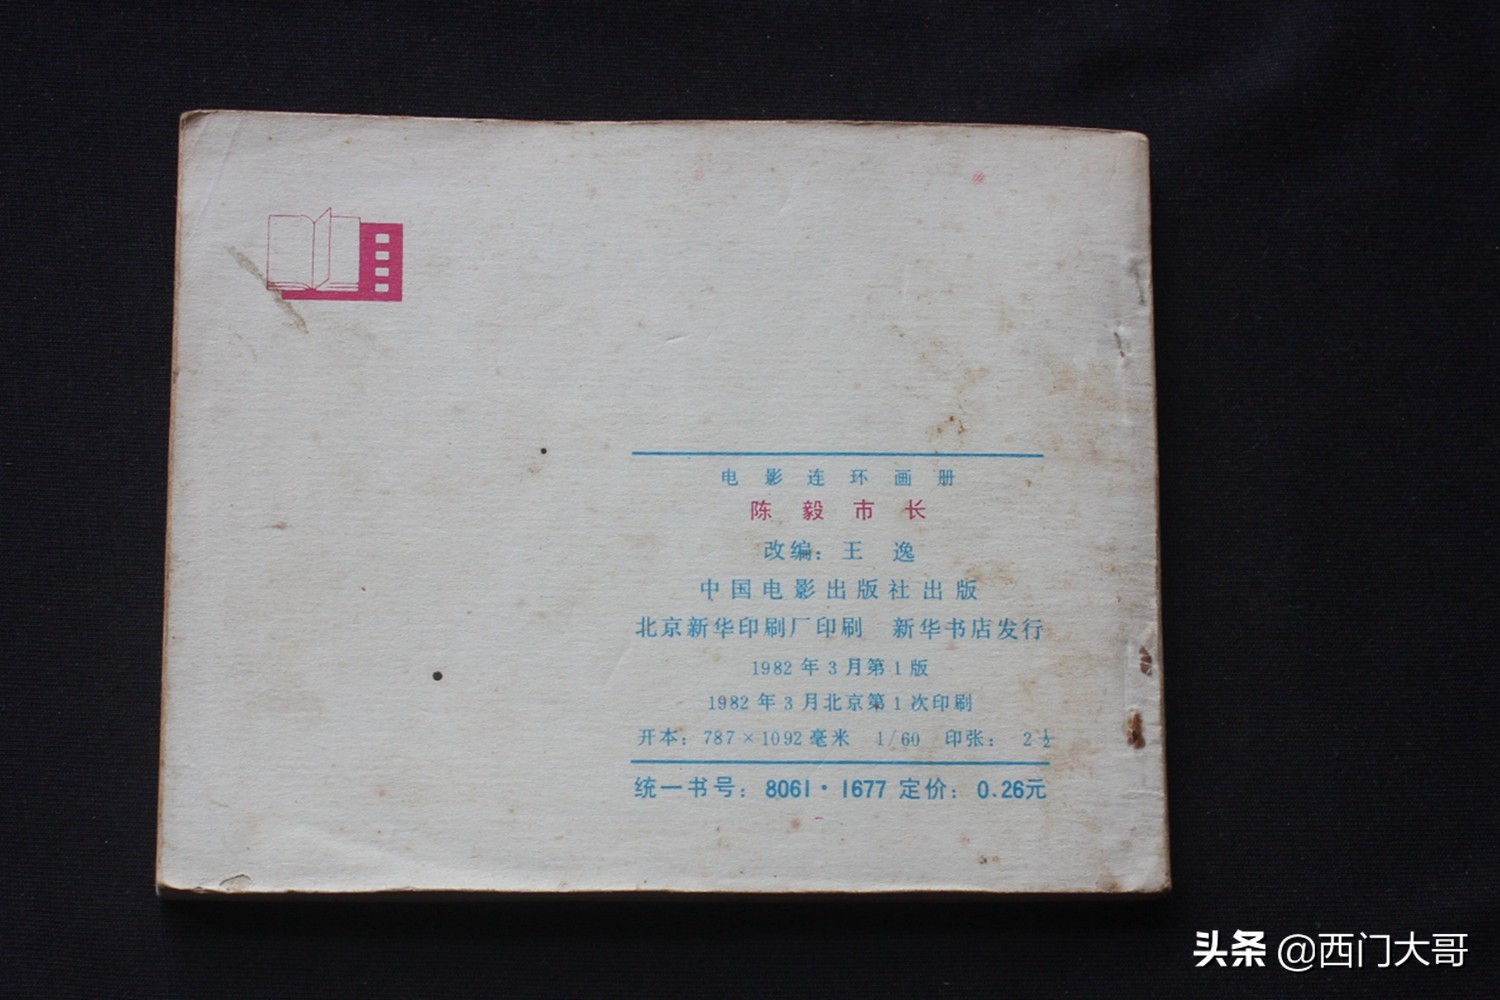 电影连环画册
陈毅市长
改编：王 逸
中国电影出版社出版
北京新华印刷厂印刷 新华书店发行
1982年3月第1版
1982年3月北京第1次印刷
开本：787×1092毫米 1/60 印张：2½
统一书号：8061·1677 定价：0.26元
头条 @西门大哥